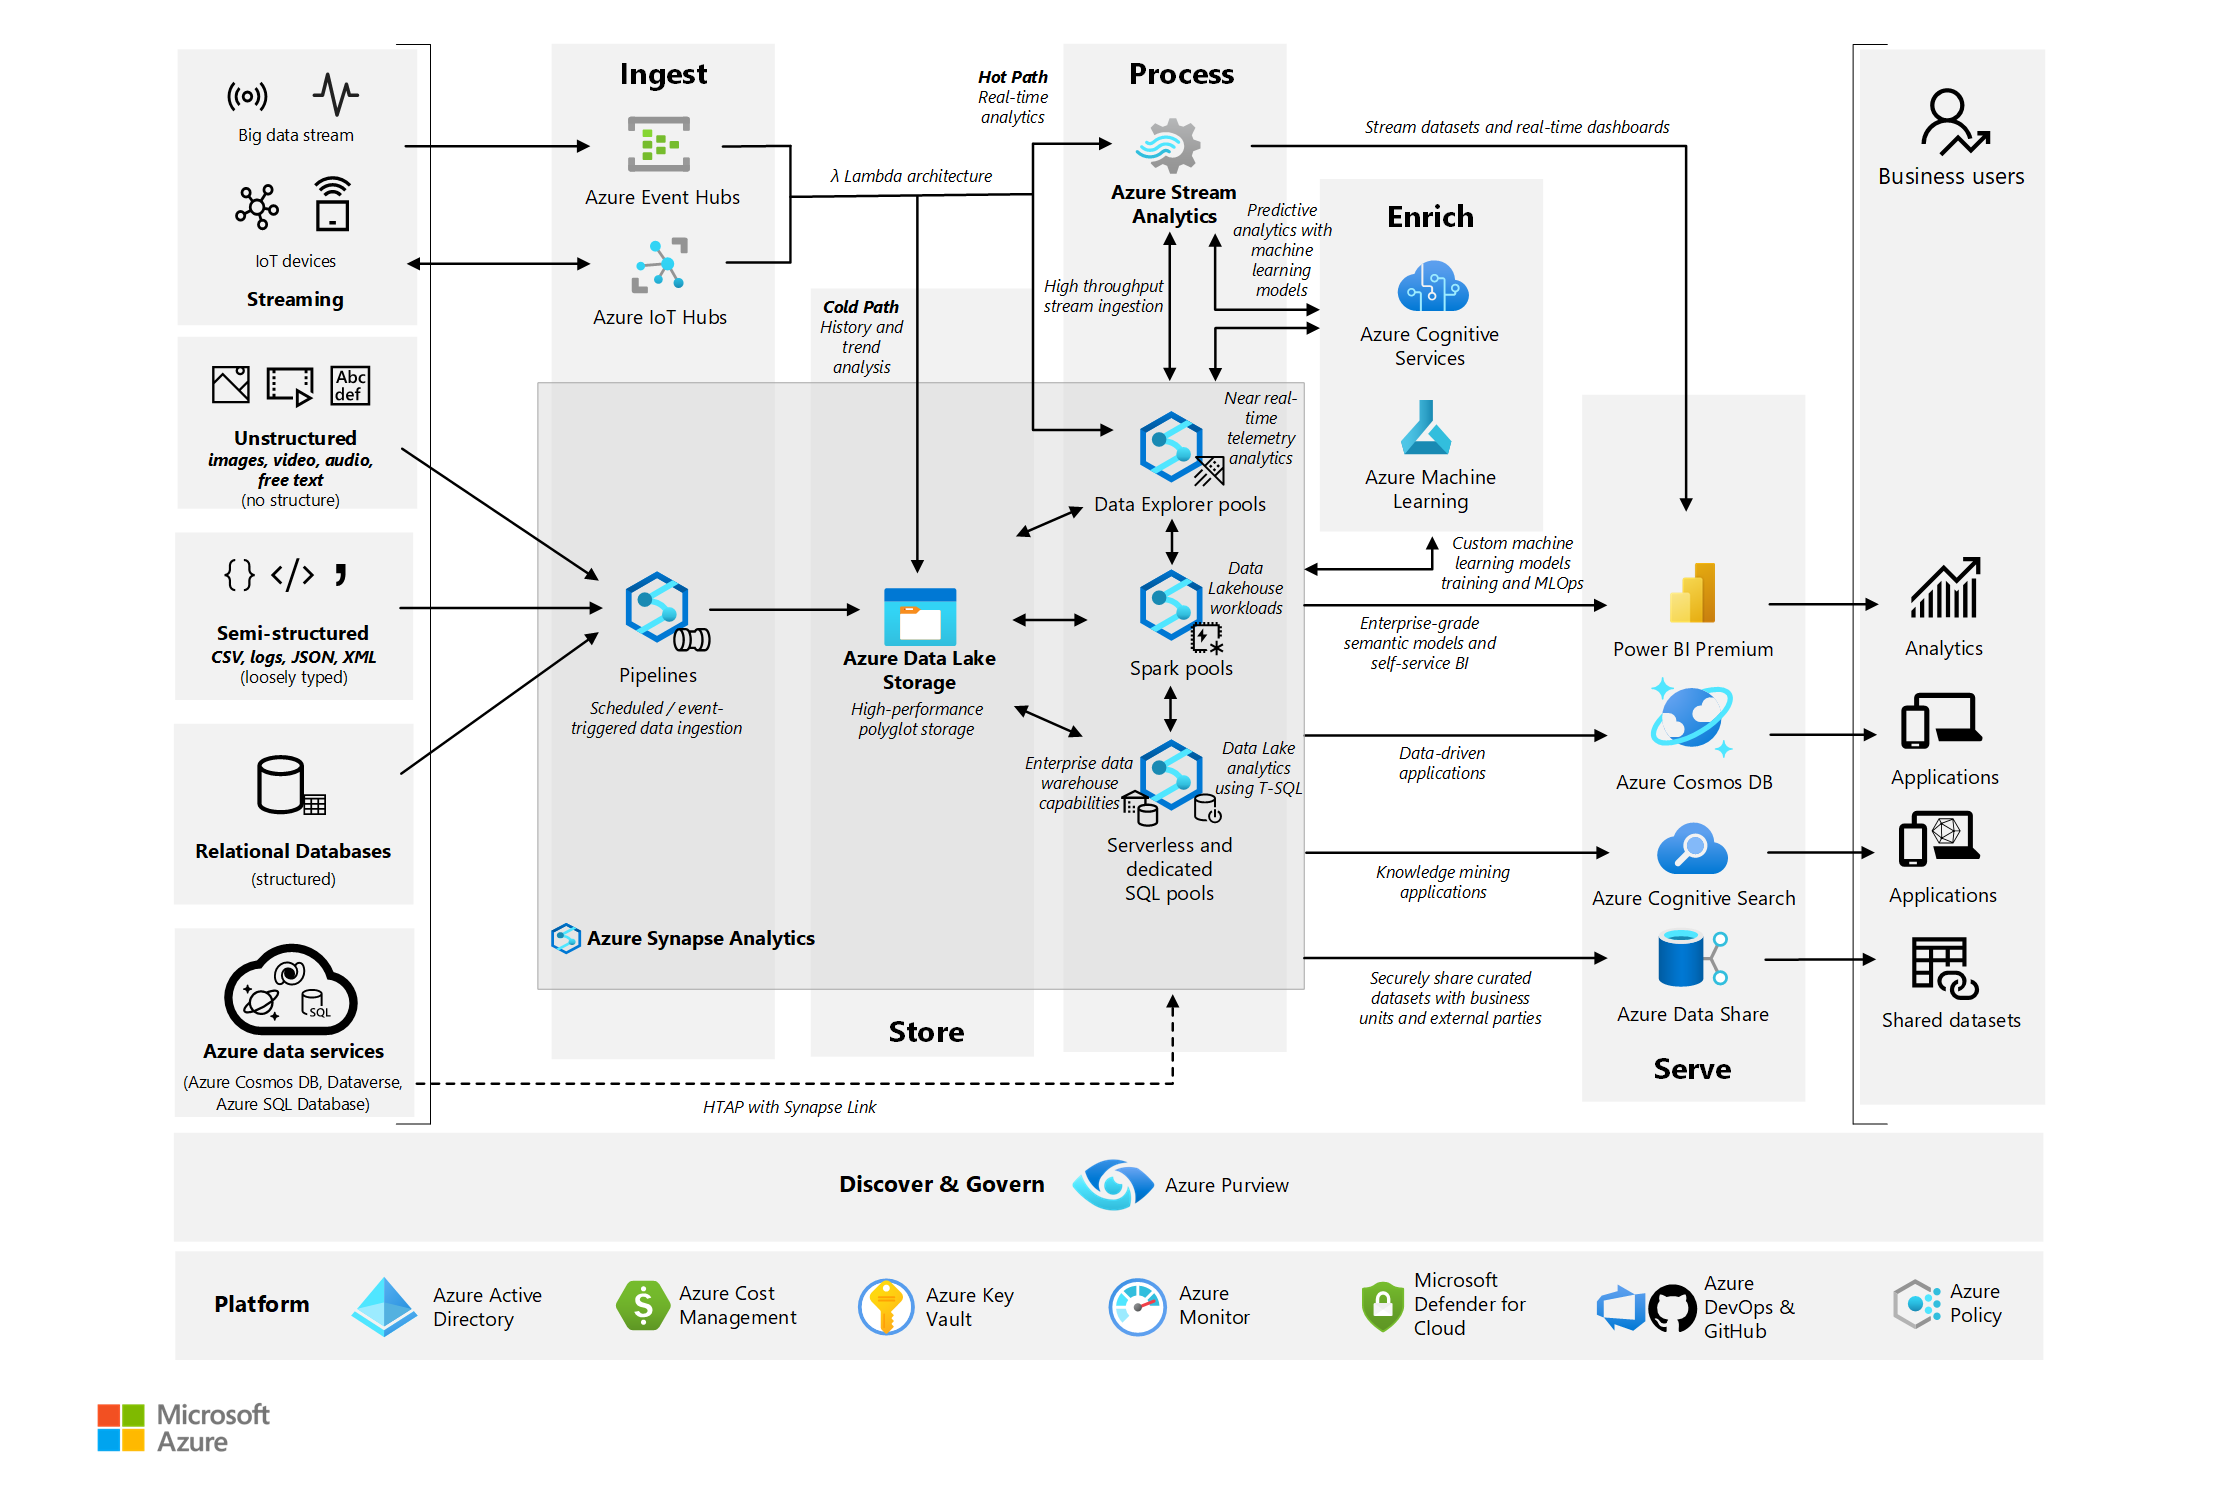 Big data stream
IoT devices
Streaming
Abc
def
Unstructured
images, video, audio,
free text
(no structure)
Semi-structured
CSV, logs, JSON, XML
(loosely typed)
Relational Databases
(structured)
SQL
Azure data services
(Azure Cosmos DB, Dataverse,
Azure SQL Database)
Ingest
Azure Event Hubs
Azure IoT Hubs
λ Lambda architecture
Hot Path
Real-time
analytics
Cold Path
History and
trend
analysis
Process
Azure Stream
Analytics
High throughput
stream ingestion
Predictive
analytics with
machine
learning
models
Stream datasets and real-time dashboards
Enrich
Azure Cognitive
Services
Azure Machine
Learning
Pipelines
Scheduled / event-
triggered data ingestion
Azure Data Lake
Storage
High-performance
polyglot storage
Near real-
time
telemetry
analytics
Data Explorer pools
Data
Lakehouse
workloads
Spark pools
Enterprise data
warehouse
capabilities
Data Lake
analytics
using T-SQL
Serverless and
dedicated
SQL pools
Azure Synapse Analytics
Store
HTAP with Synapse Link
Custom machine
learning models
training and MLOps
Enterprise-grade
semantic models and
self-service BI
Data-driven
applications
Knowledge mining
applications
Securely share curated
datasets with business
units and external parties
Power BI Premium
Azure Cosmos DB
Azure Cognitive Search
Azure Data Share
Serve
Business users
Analytics
Applications
Applications
Shared datasets
Discover & Govern
Azure Purview
Platform
Azure Active
Directory
Azure Cost
Management
Azure Key
Vault
Azure
Monitor
Microsoft
Defender for
Cloud
Azure
DevOps &
GitHub
Azure
Policy
Microsoft
Azure